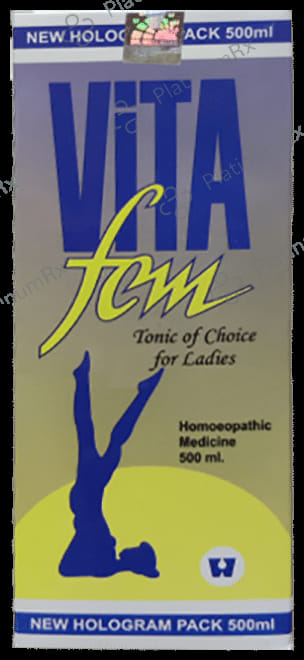 NEW HOLOGRAM PACK 500ml
ViTA
fem
Tonic of Choice
for Ladies
Homoeopathic
Medicine
500 ml.
W
NEW HOLOGRAM PACK 500ml
PlatinumRx